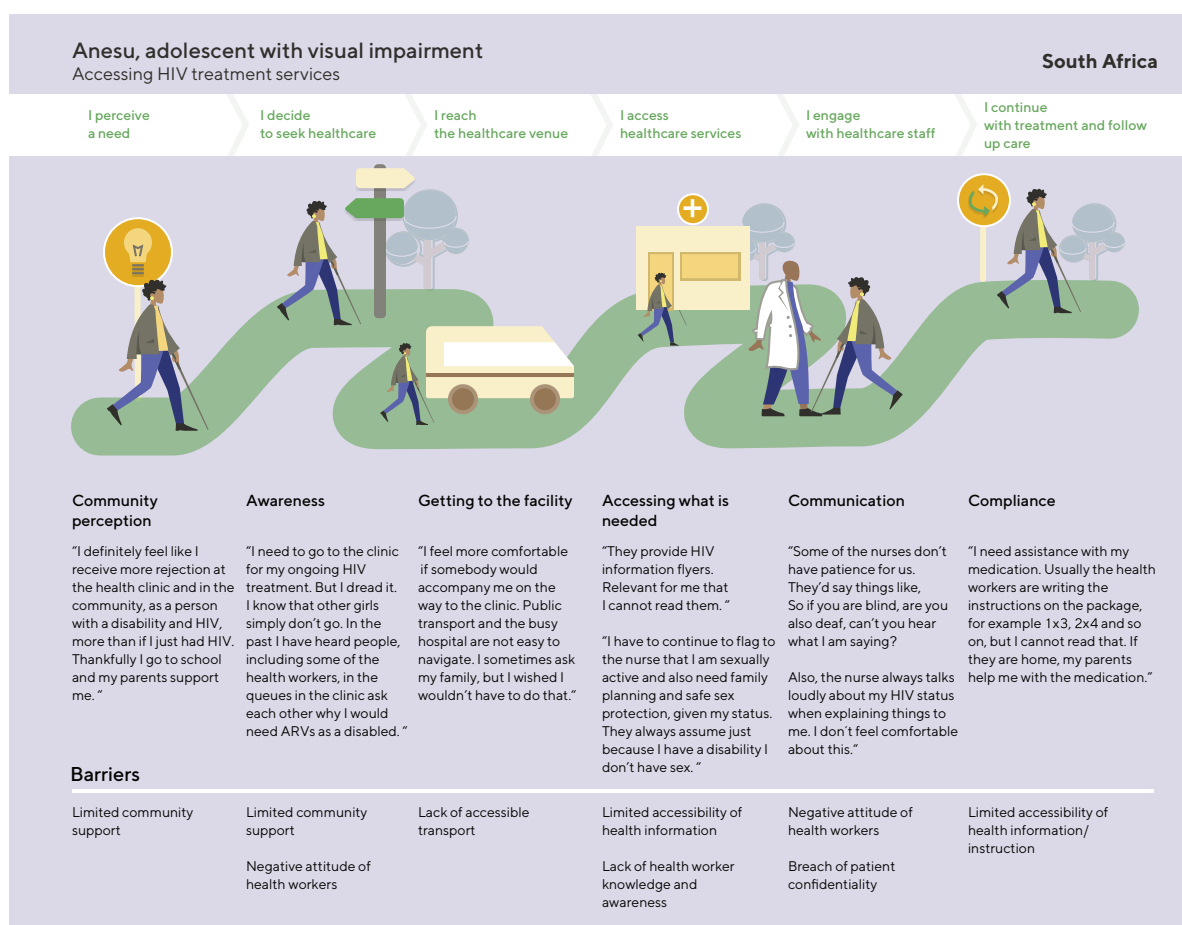 Anesu, adolescent with visual impairment
Accessing HIV treatment services
South Africa
I perceive
a need
I decide
to seek healthcare
I reach
the healthcare venue
I access
healthcare services
I engage
with healthcare staff
I continue
with treatment and follow
up care
Community
perception
“I definitely feel like I
receive more rejection at
the health clinic and in the
community, as a person
with a disability and HIV,
more than if I just had HIV.
Thankfully I go to school
and my parents support
me. “
Awareness
“I need to go to the clinic
for my ongoing HIV
treatment. But I dread it.
I know that other girls
simply don’t go. In the
past I have heard people,
including some of the
health workers, in the
queues in the clinic ask
each other why I would
need ARVs as a disabled. “
Getting to the facility
“I feel more comfortable
if somebody would
accompany me on the
way to the clinic. Public
transport and the busy
hospital are not easy to
navigate. I sometimes ask
my family, but I wished I
wouldn’t have to do that.”
Accessing what is
needed
“They provide HIV
information flyers.
Relevant for me that
I cannot read them. “
“I have to continue to flag to
the nurse that I am sexually
active and also need family
planning and safe sex
protection, given my status.
They always assume just
because I have a disability I
don’t have sex. “
Communication
“Some of the nurses don’t
have patience for us.
They’d say things like,
So if you are blind, are you
also deaf, can’t you hear
what I am saying?
Also, the nurse always talks
loudly about my HIV status
when explaining things to
me. I don´t feel comfortable
about this.”
Compliance
“I need assistance with my
medication. Usually the health
workers are writing the
instructions on the package,
for example 1x3, 2x4 and so
on, but I cannot read that. If
they are home, my parents
help me with the medication.”
Barriers
Limited community
support
Limited community
support
Negative attitude of
health workers
Lack of accessible
transport
Limited accessibility of
health information
Lack of health worker
knowledge and
awareness
Negative attitude of
health workers
Breach of patient
confidentiality
Limited accessibility of
health information/
instruction